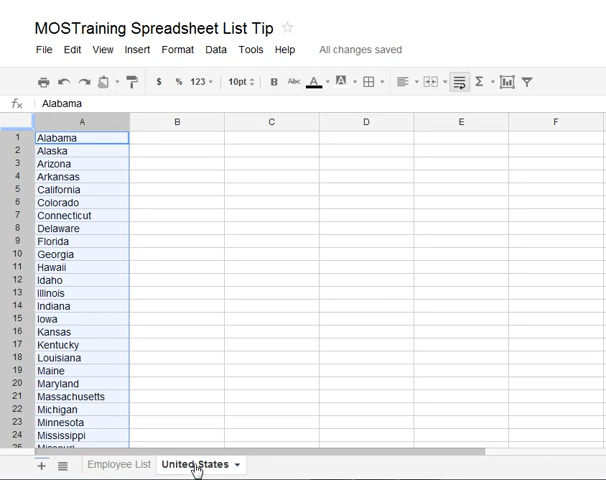 MOSTraining Spreadsheet List Tip
File Edit View Insert Format Data Tools Help All changes saved
$ % 123 10pt B Abc A A Σ
fx Alabama
A B C D E F
1 Alabama
2 Alaska
3 Arizona
4 Arkansas
5 California
6 Colorado
7 Connecticut
8 Delaware
9 Florida
10 Georgia
11 Hawaii
12 Idaho
13 Illinois
14 Indiana
15 Iowa
16 Kansas
17 Kentucky
18 Louisiana
19 Maine
20 Maryland
21 Massachusetts
22 Michigan
23 Minnesota
24 Mississippi
25 Missouri
Employee List United States